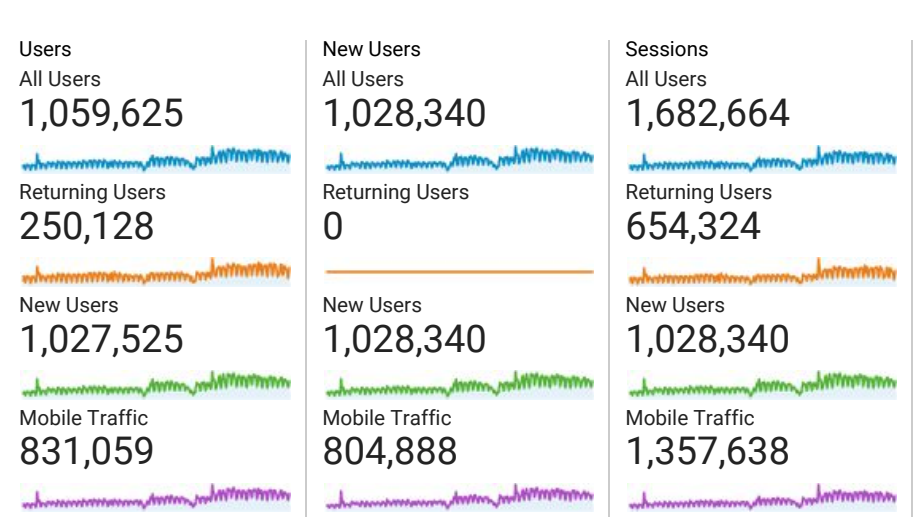 Users
All Users
1,059,625
Returning Users
250,128
New Users
1,027,525
Mobile Traffic
831,059
New Users
All Users
1,028,340
Returning Users
0
New Users
1,028,340
Mobile Traffic
804,888
Sessions
All Users
1,682,664
Returning Users
654,324
New Users
1,028,340
Mobile Traffic
1,357,638